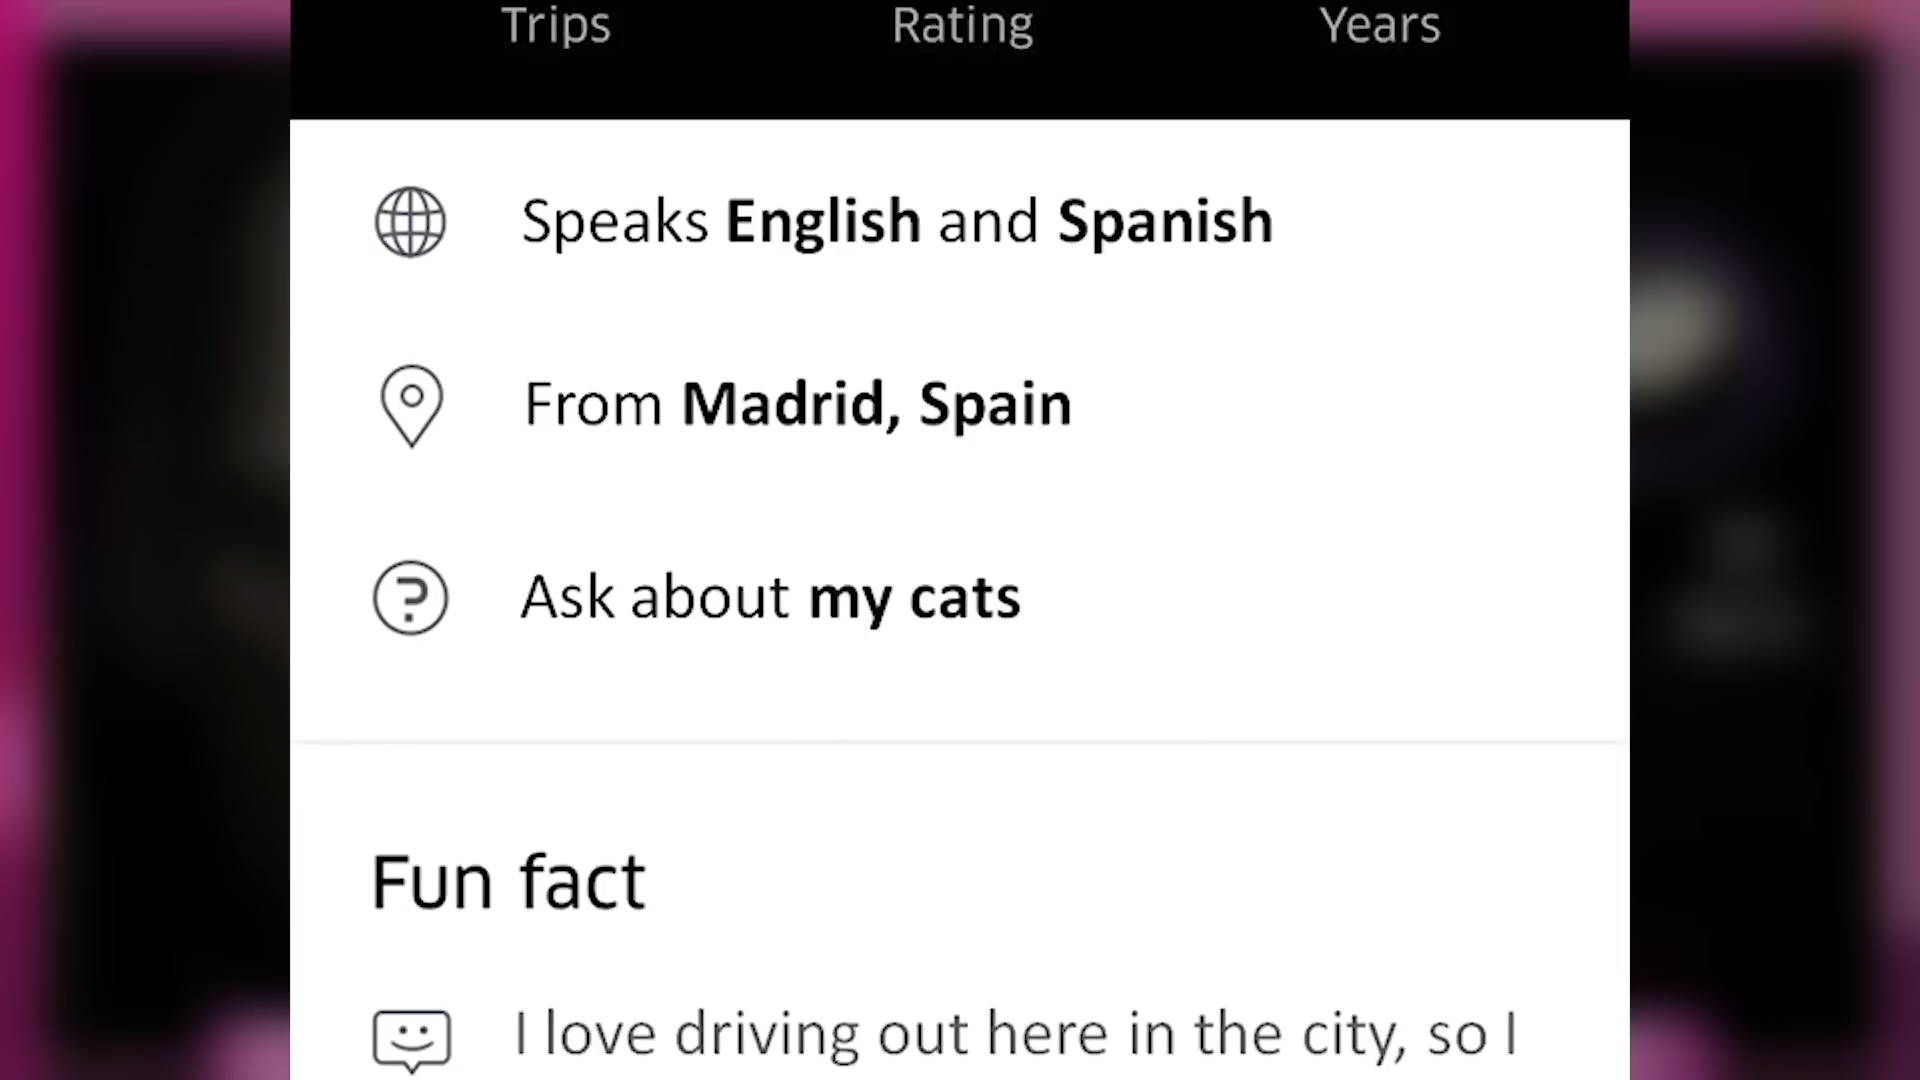 Trips Rating Years
Speaks English and Spanish
From Madrid, Spain
Ask about my cats
Fun fact
I love driving out here in the city, so I